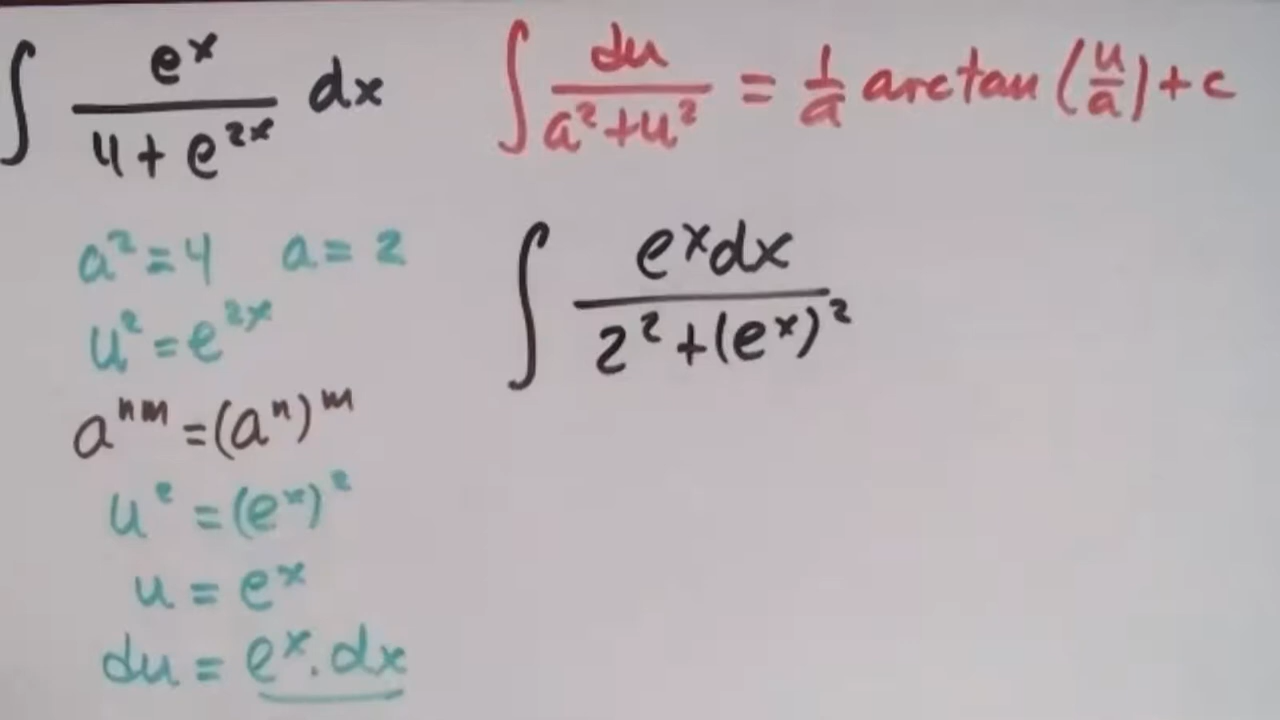 ∫ eˣ / (4 + e²ˣ) dx
∫ du / (a² + u²) = 1/a arctan (u/a) + c
a² = 4 a = 2
u² = e²ˣ
aⁿᵐ = (aⁿ)ᵐ
u² = (eˣ)²
u = eˣ
du = eˣ . dx
∫ eˣdx / (2² + (eˣ)²)